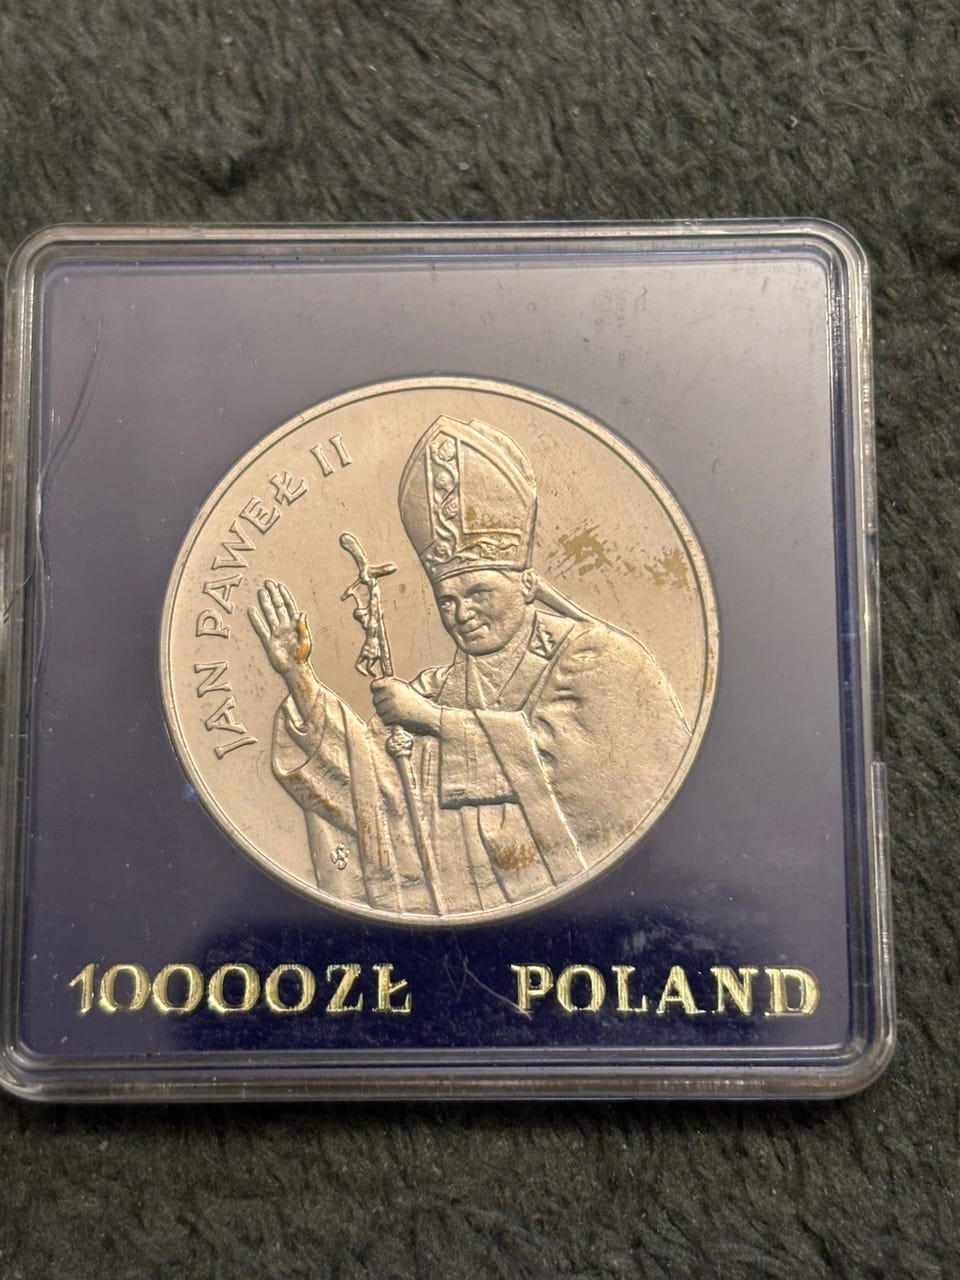 JAN PAWEŁ II
10000ZŁ POLAND